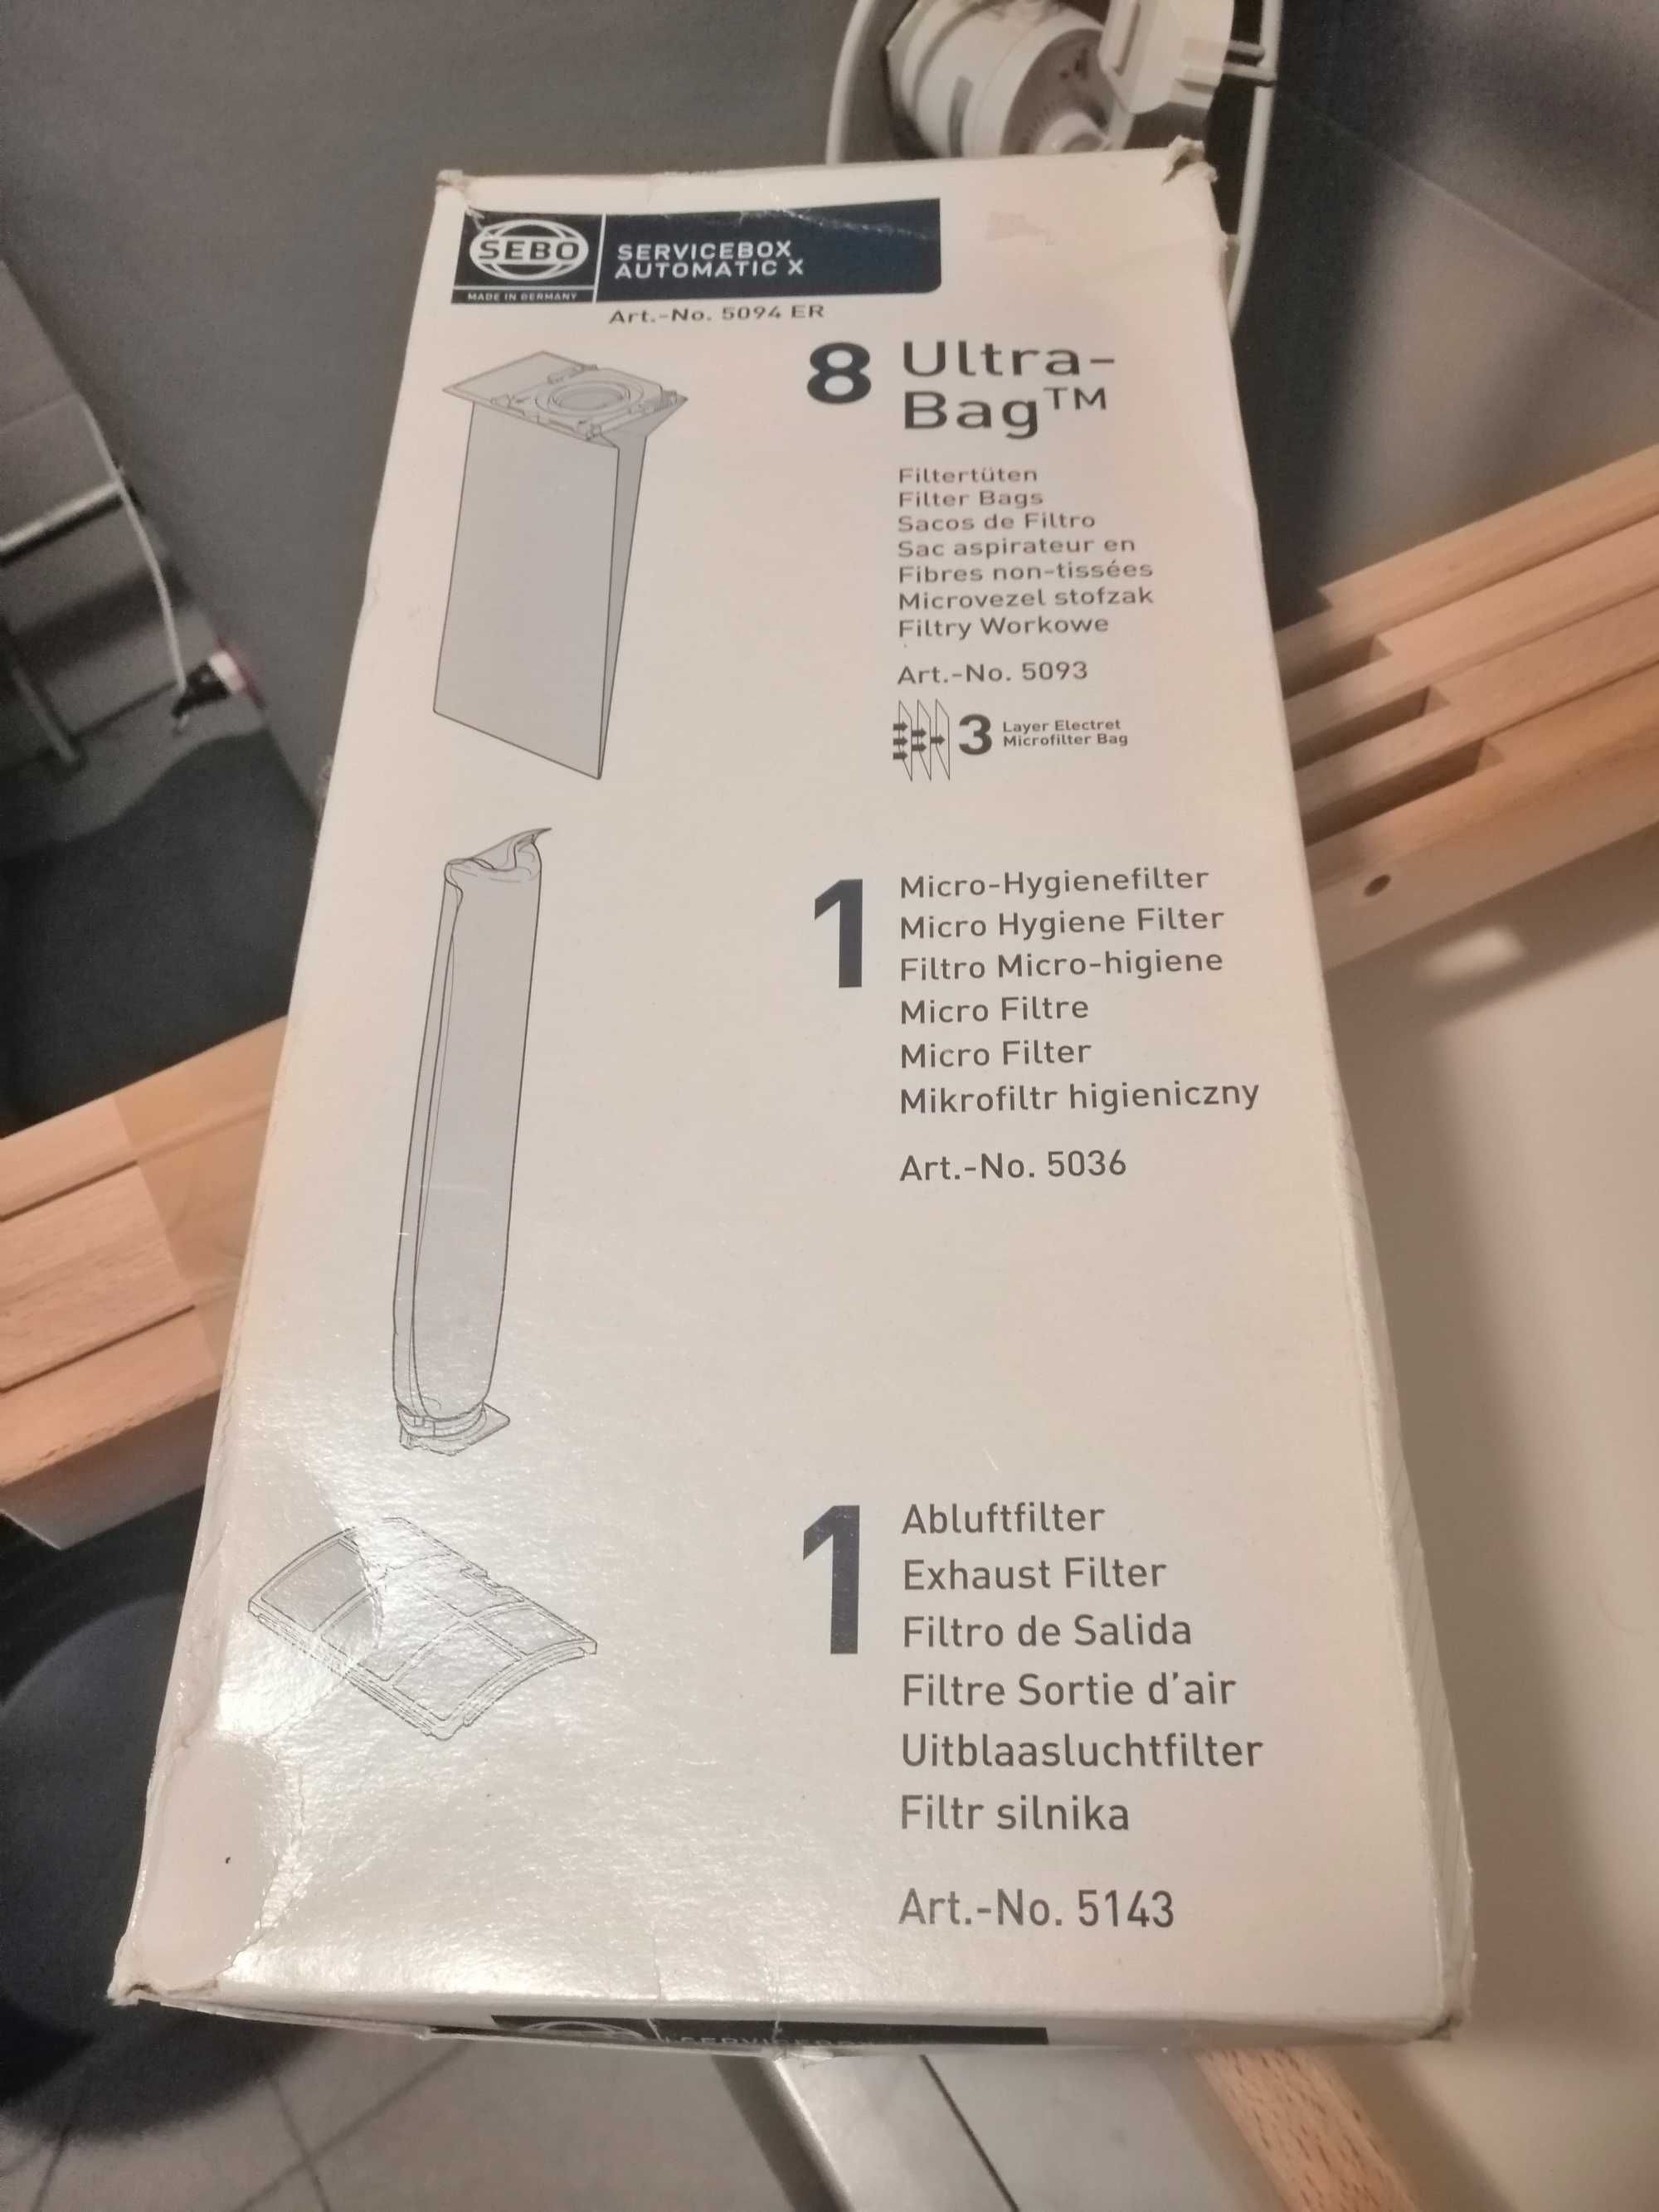 SEBO
MADE IN GERMANY
SERVICEBOX
AUTOMATIC X
Art.-No. 5094 ER
8 Ultra-
Bag™
Filtertüten
Filter Bags
Sacos de Filtro
Sac aspirateur en
Fibres non-tissées
Microvezel stofzak
Filtry Workowe
Art.-No. 5093
3 Layer Electret
Microfilter Bag
1 Micro-Hygienefilter
Micro Hygiene Filter
Filtro Micro-higiene
Micro Filtre
Micro Filter
Mikrofiltr higieniczny
Art.-No. 5036
1 Abluftfilter
Exhaust Filter
Filtro de Salida
Filtre Sortie d'air
Uitblaasluchtfilter
Filtr silnika
Art.-No. 5143